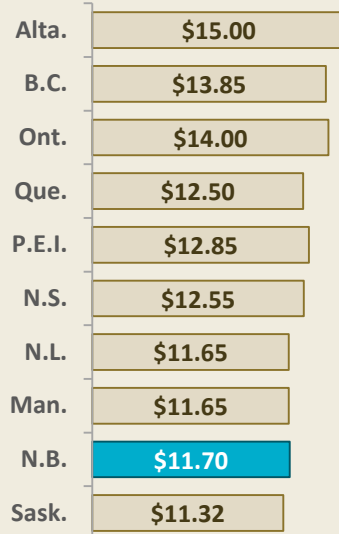 Alta. $15.00
B.C. $13.85
Ont. $14.00
Que. $12.50
P.E.I. $12.85
N.S. $12.55
N.L. $11.65
Man. $11.65
N.B. $11.70
Sask. $11.32